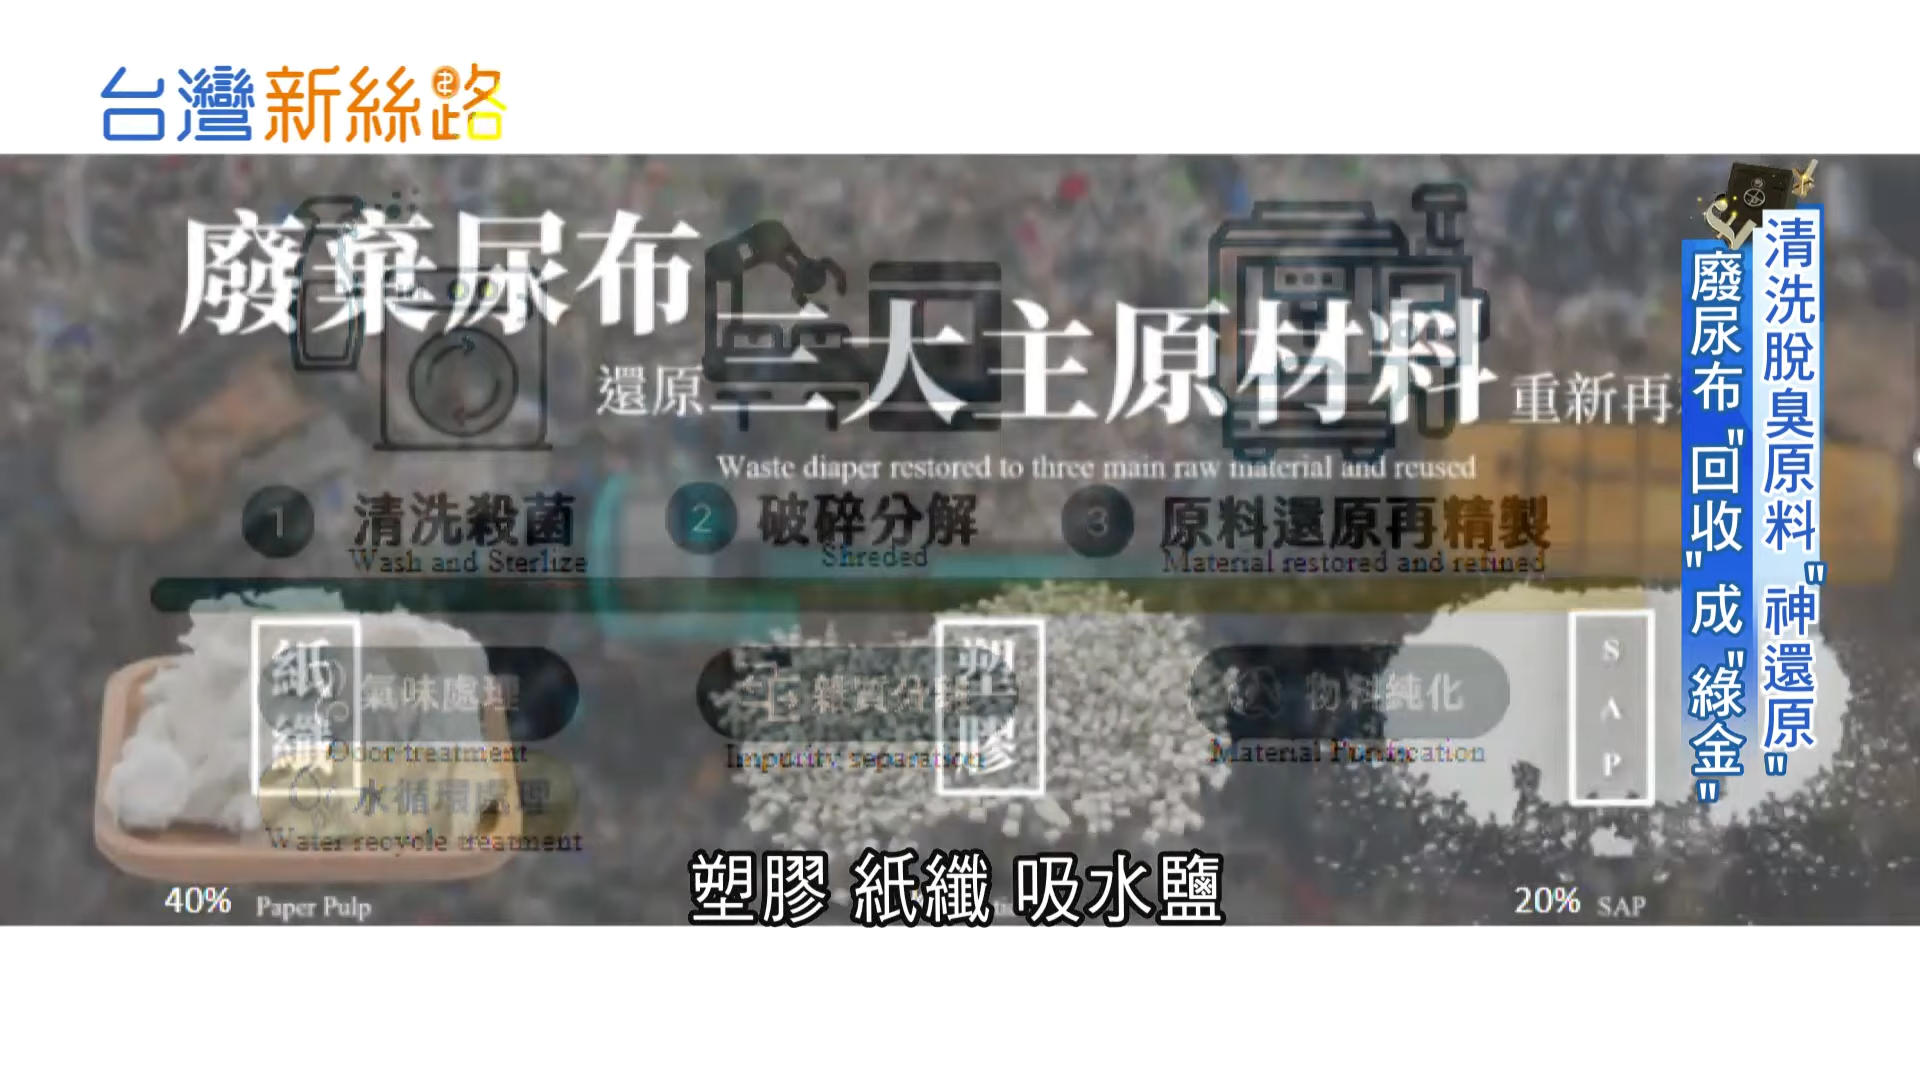 台灣新絲路
清洗脫臭原料"神還原"
廢尿布"回收"成"綠金"
廢棄尿布
還原三大主原材料重新再
Waste diaper restored to three main raw material and reused
1 清洗殺菌
Wash and Sterlize
2 破碎分解
Shreded
3 原料還原再精製
Material restored and refined
紙纖
塑膠
SAP
氣味處理
Odor treatment
雜質分離
Impurity separation
物料純化
Material Purification
水循環處理
Water recycle treatment
40% Paper Pulp
20% SAP
塑膠 紙纖 吸水鹽